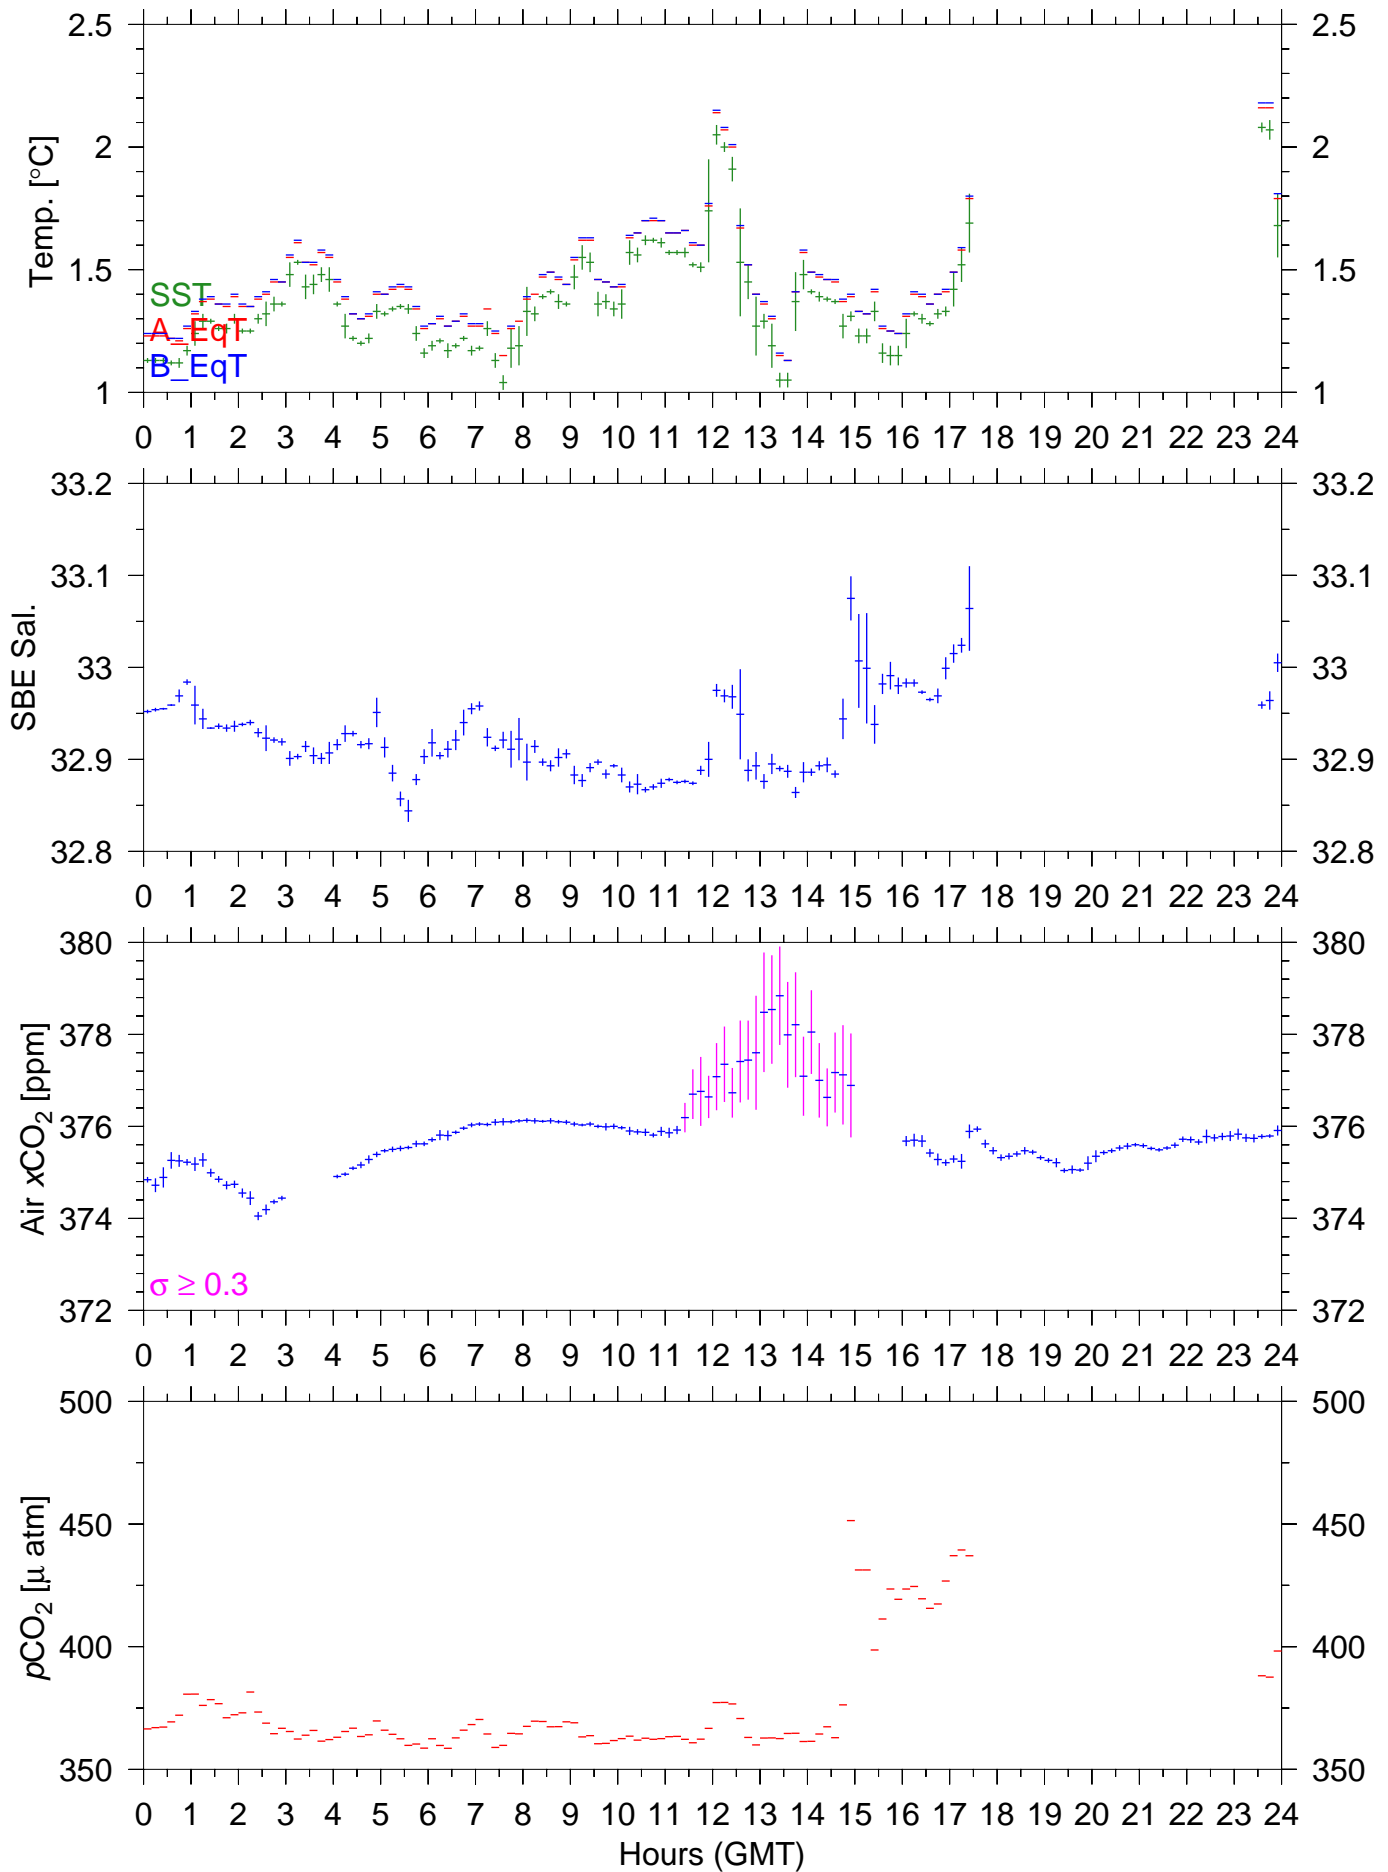 2.5 2.5
2 2
1.5 1.5
1 1
Temp. [°C]
SST
A_EqT
B_EqT
0 1 2 3 4 5 6 7 8 9 10 11 12 13 14 15 16 17 18 19 20 21 22 23 24
33.2 33.2
33.1 33.1
33 33
32.9 32.9
32.8 32.8
SBE Sal.
0 1 2 3 4 5 6 7 8 9 10 11 12 13 14 15 16 17 18 19 20 21 22 23 24
380 380
378 378
376 376
374 374
372 372
Air xCO₂ [ppm]
σ ≥ 0.3
0 1 2 3 4 5 6 7 8 9 10 11 12 13 14 15 16 17 18 19 20 21 22 23 24
500 500
450 450
400 400
350 350
pCO₂ [μ atm]
0 1 2 3 4 5 6 7 8 9 10 11 12 13 14 15 16 17 18 19 20 21 22 23 24
Hours (GMT)